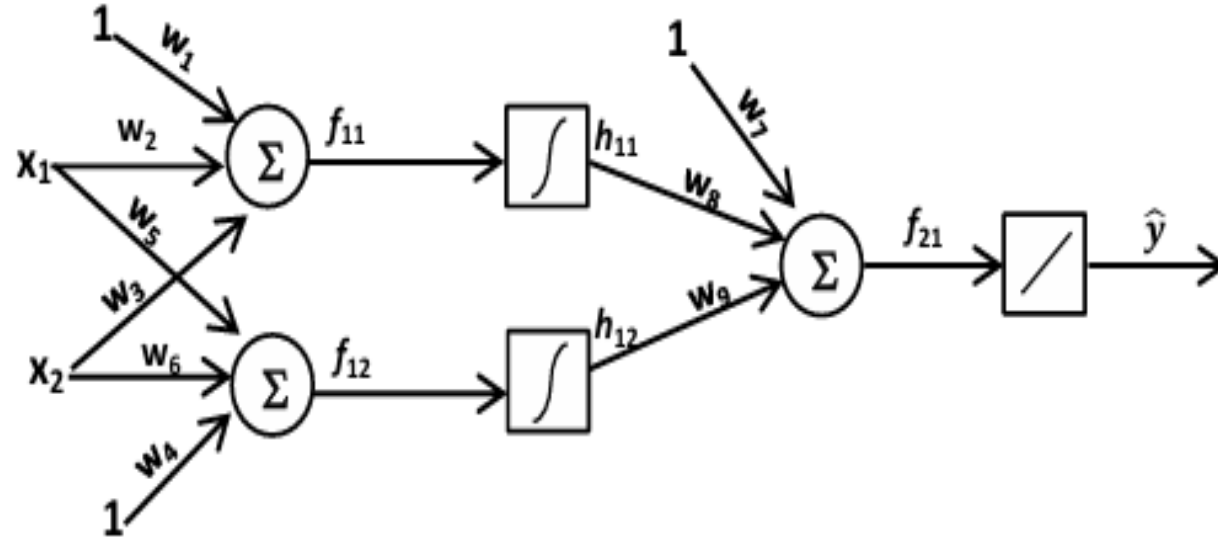 1 w₁ 1
w₂ f₁₁ h₁₁ w₇
x₁ Σ w₈
w₅ f₂₁ ŷ
w₃ Σ
x₂ w₆ f₁₂ h₁₂ w₉
Σ
w₄
1